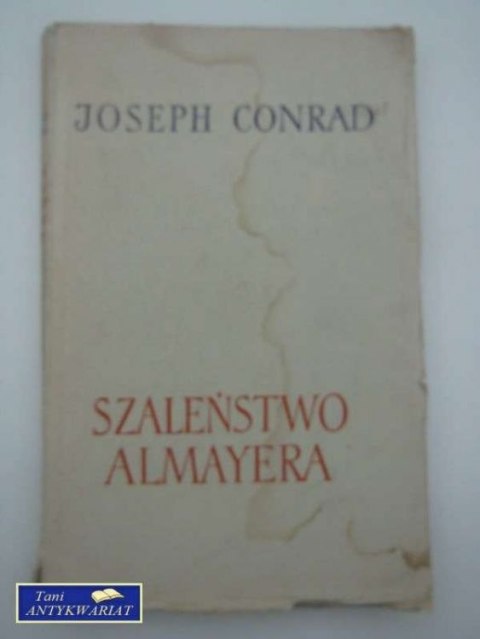 JOSEPH CONRAD
SZALEŃSTWO
ALMAYERA
Tani
ANTYKWARIAT